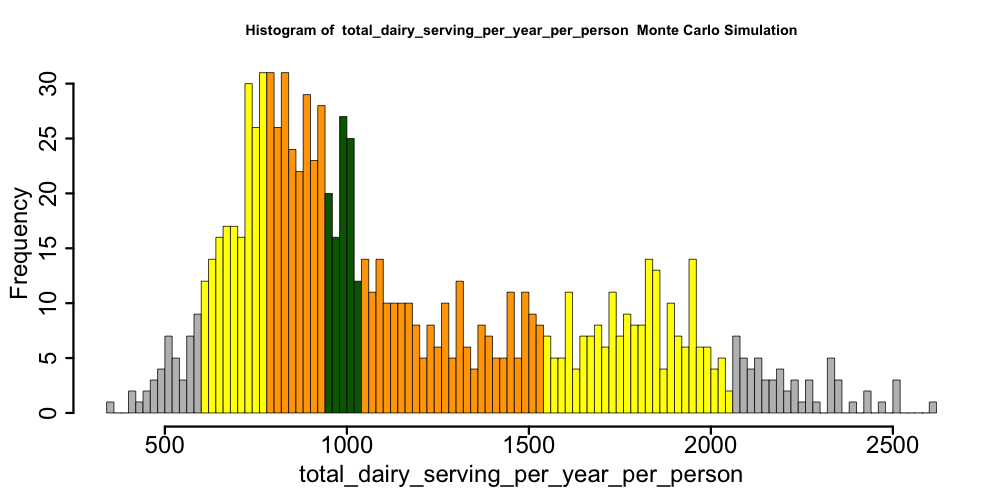 Histogram of  total_dairy_serving_per_year_per_person  Monte Carlo Simulation
Frequency
30
25
20
15
10
5
0
500 1000 1500 2000 2500
total_dairy_serving_per_year_per_person